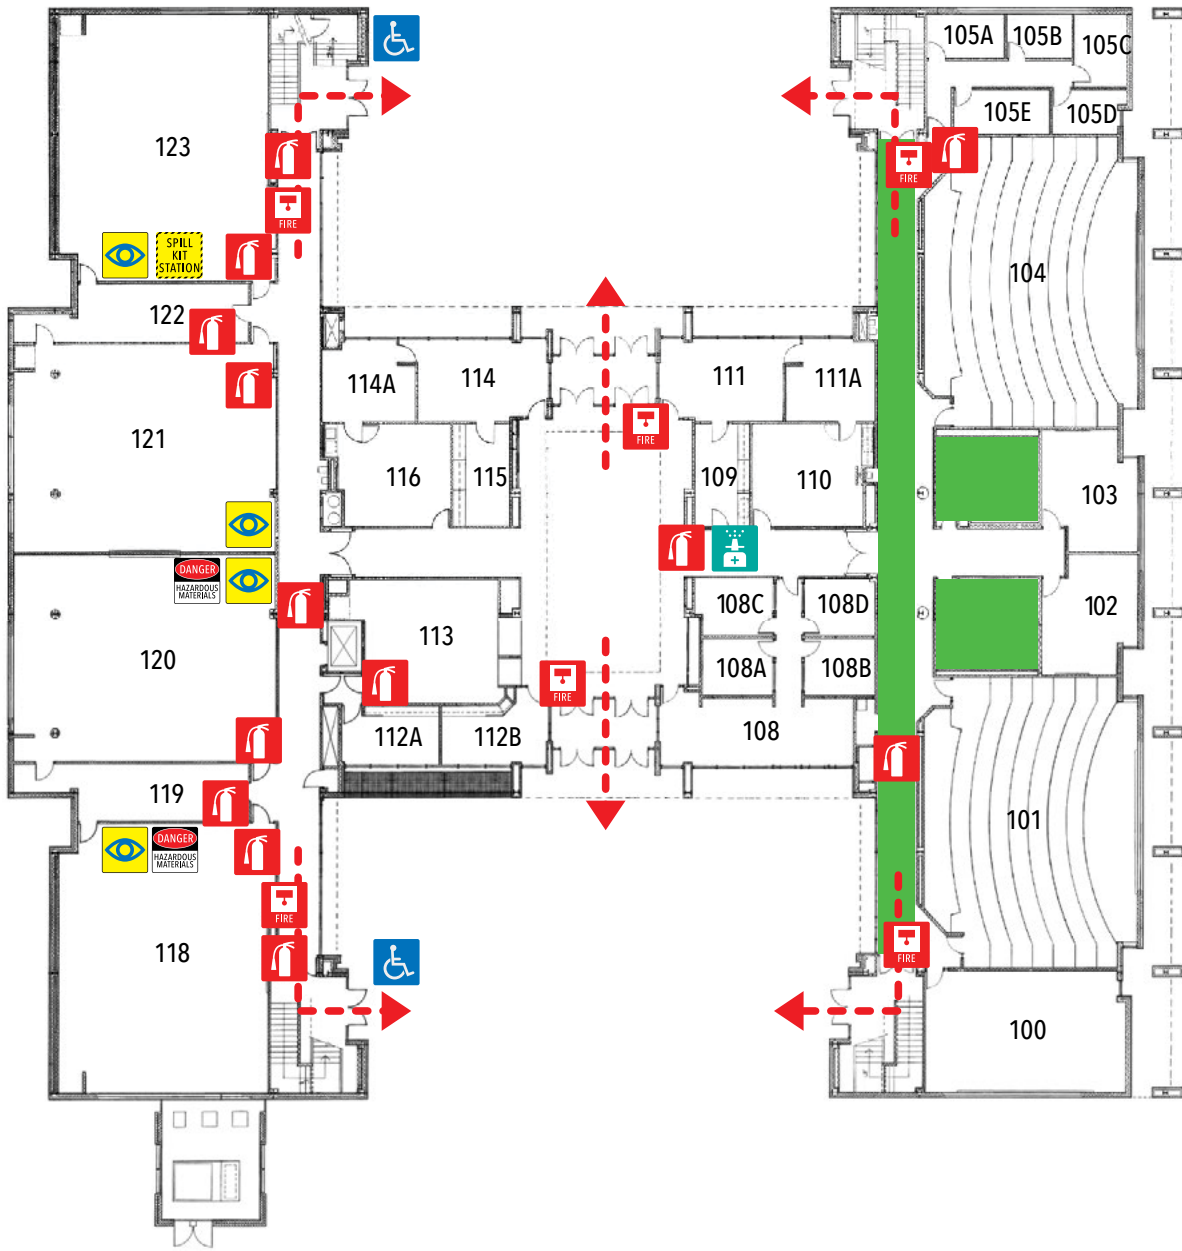 105A
105B
105C
105E
105D
123
FIRE
FIRE
SPILL
KIT
STATION
104
122
114A
114
111
111A
FIRE
121
116
115
109
110
103
DANGER
HAZARDOUS
MATERIALS
108C
108D
102
113
120
108A
108B
FIRE
112A
112B
108
119
101
DANGER
HAZARDOUS
MATERIALS
FIRE
118
FIRE
100